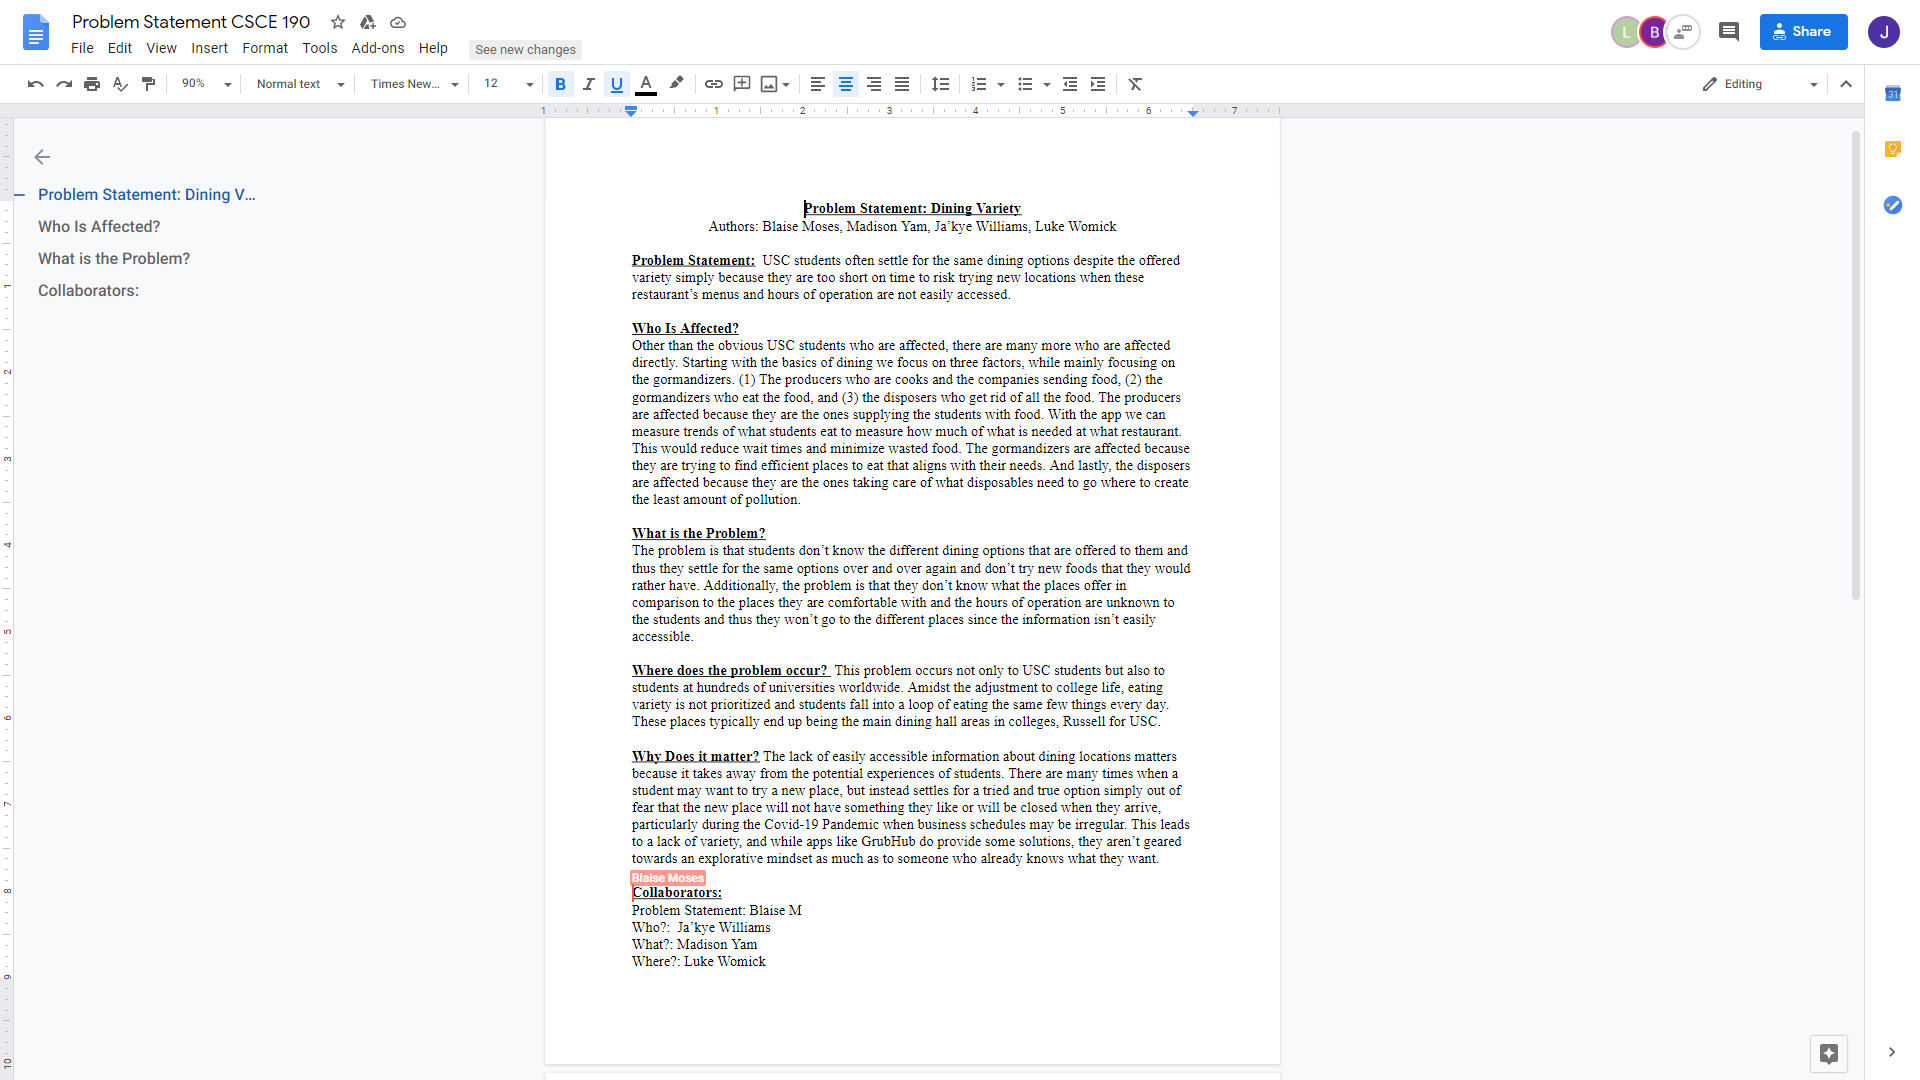 Problem Statement CSCE 190
File Edit View Insert Format Tools Add-ons Help See new changes
L B Share J
90% Normal text Times New... 12 B I U A Editing
31
1 1 2 3 4 5 6 7
Problem Statement: Dining V...
Who Is Affected?
What is the Problem?
Collaborators:
1
2
3
4
5
6
7
8
9
10
Problem Statement: Dining Variety
Authors: Blaise Moses, Madison Yam, Ja’kye Williams, Luke Womick
Problem Statement:  USC students often settle for the same dining options despite the offered
variety simply because they are too short on time to risk trying new locations when these
restaurant’s menus and hours of operation are not easily accessed.
Who Is Affected?
Other than the obvious USC students who are affected, there are many more who are affected
directly. Starting with the basics of dining we focus on three factors, while mainly focusing on
the gormandizers. (1) The producers who are cooks and the companies sending food, (2) the
gormandizers who eat the food, and (3) the disposers who get rid of all the food. The producers
are affected because they are the ones supplying the students with food. With the app we can
measure trends of what students eat to measure how much of what is needed at what restaurant.
This would reduce wait times and minimize wasted food. The gormandizers are affected because
they are trying to find efficient places to eat that aligns with their needs. And lastly, the disposers
are affected because they are the ones taking care of what disposables need to go where to create
the least amount of pollution.
What is the Problem?
The problem is that students don’t know the different dining options that are offered to them and
thus they settle for the same options over and over again and don’t try new foods that they would
rather have. Additionally, the problem is that they don’t know what the places offer in
comparison to the places they are comfortable with and the hours of operation are unknown to
the students and thus they won’t go to the different places since the information isn’t easily
accessible.
Where does the problem occur?  This problem occurs not only to USC students but also to
students at hundreds of universities worldwide. Amidst the adjustment to college life, eating
variety is not prioritized and students fall into a loop of eating the same few things every day.
These places typically end up being the main dining hall areas in colleges, Russell for USC.
Why Does it matter? The lack of easily accessible information about dining locations matters
because it takes away from the potential experiences of students. There are many times when a
student may want to try a new place, but instead settles for a tried and true option simply out of
fear that the new place will not have something they like or will be closed when they arrive,
particularly during the Covid-19 Pandemic when business schedules may be irregular. This leads
to a lack of variety, and while apps like GrubHub do provide some solutions, they aren’t geared
towards an explorative mindset as much as to someone who already knows what they want.
Blaise Moses
Collaborators:
Problem Statement: Blaise M
Who?:  Ja’kye Williams
What?: Madison Yam
Where?: Luke Womick